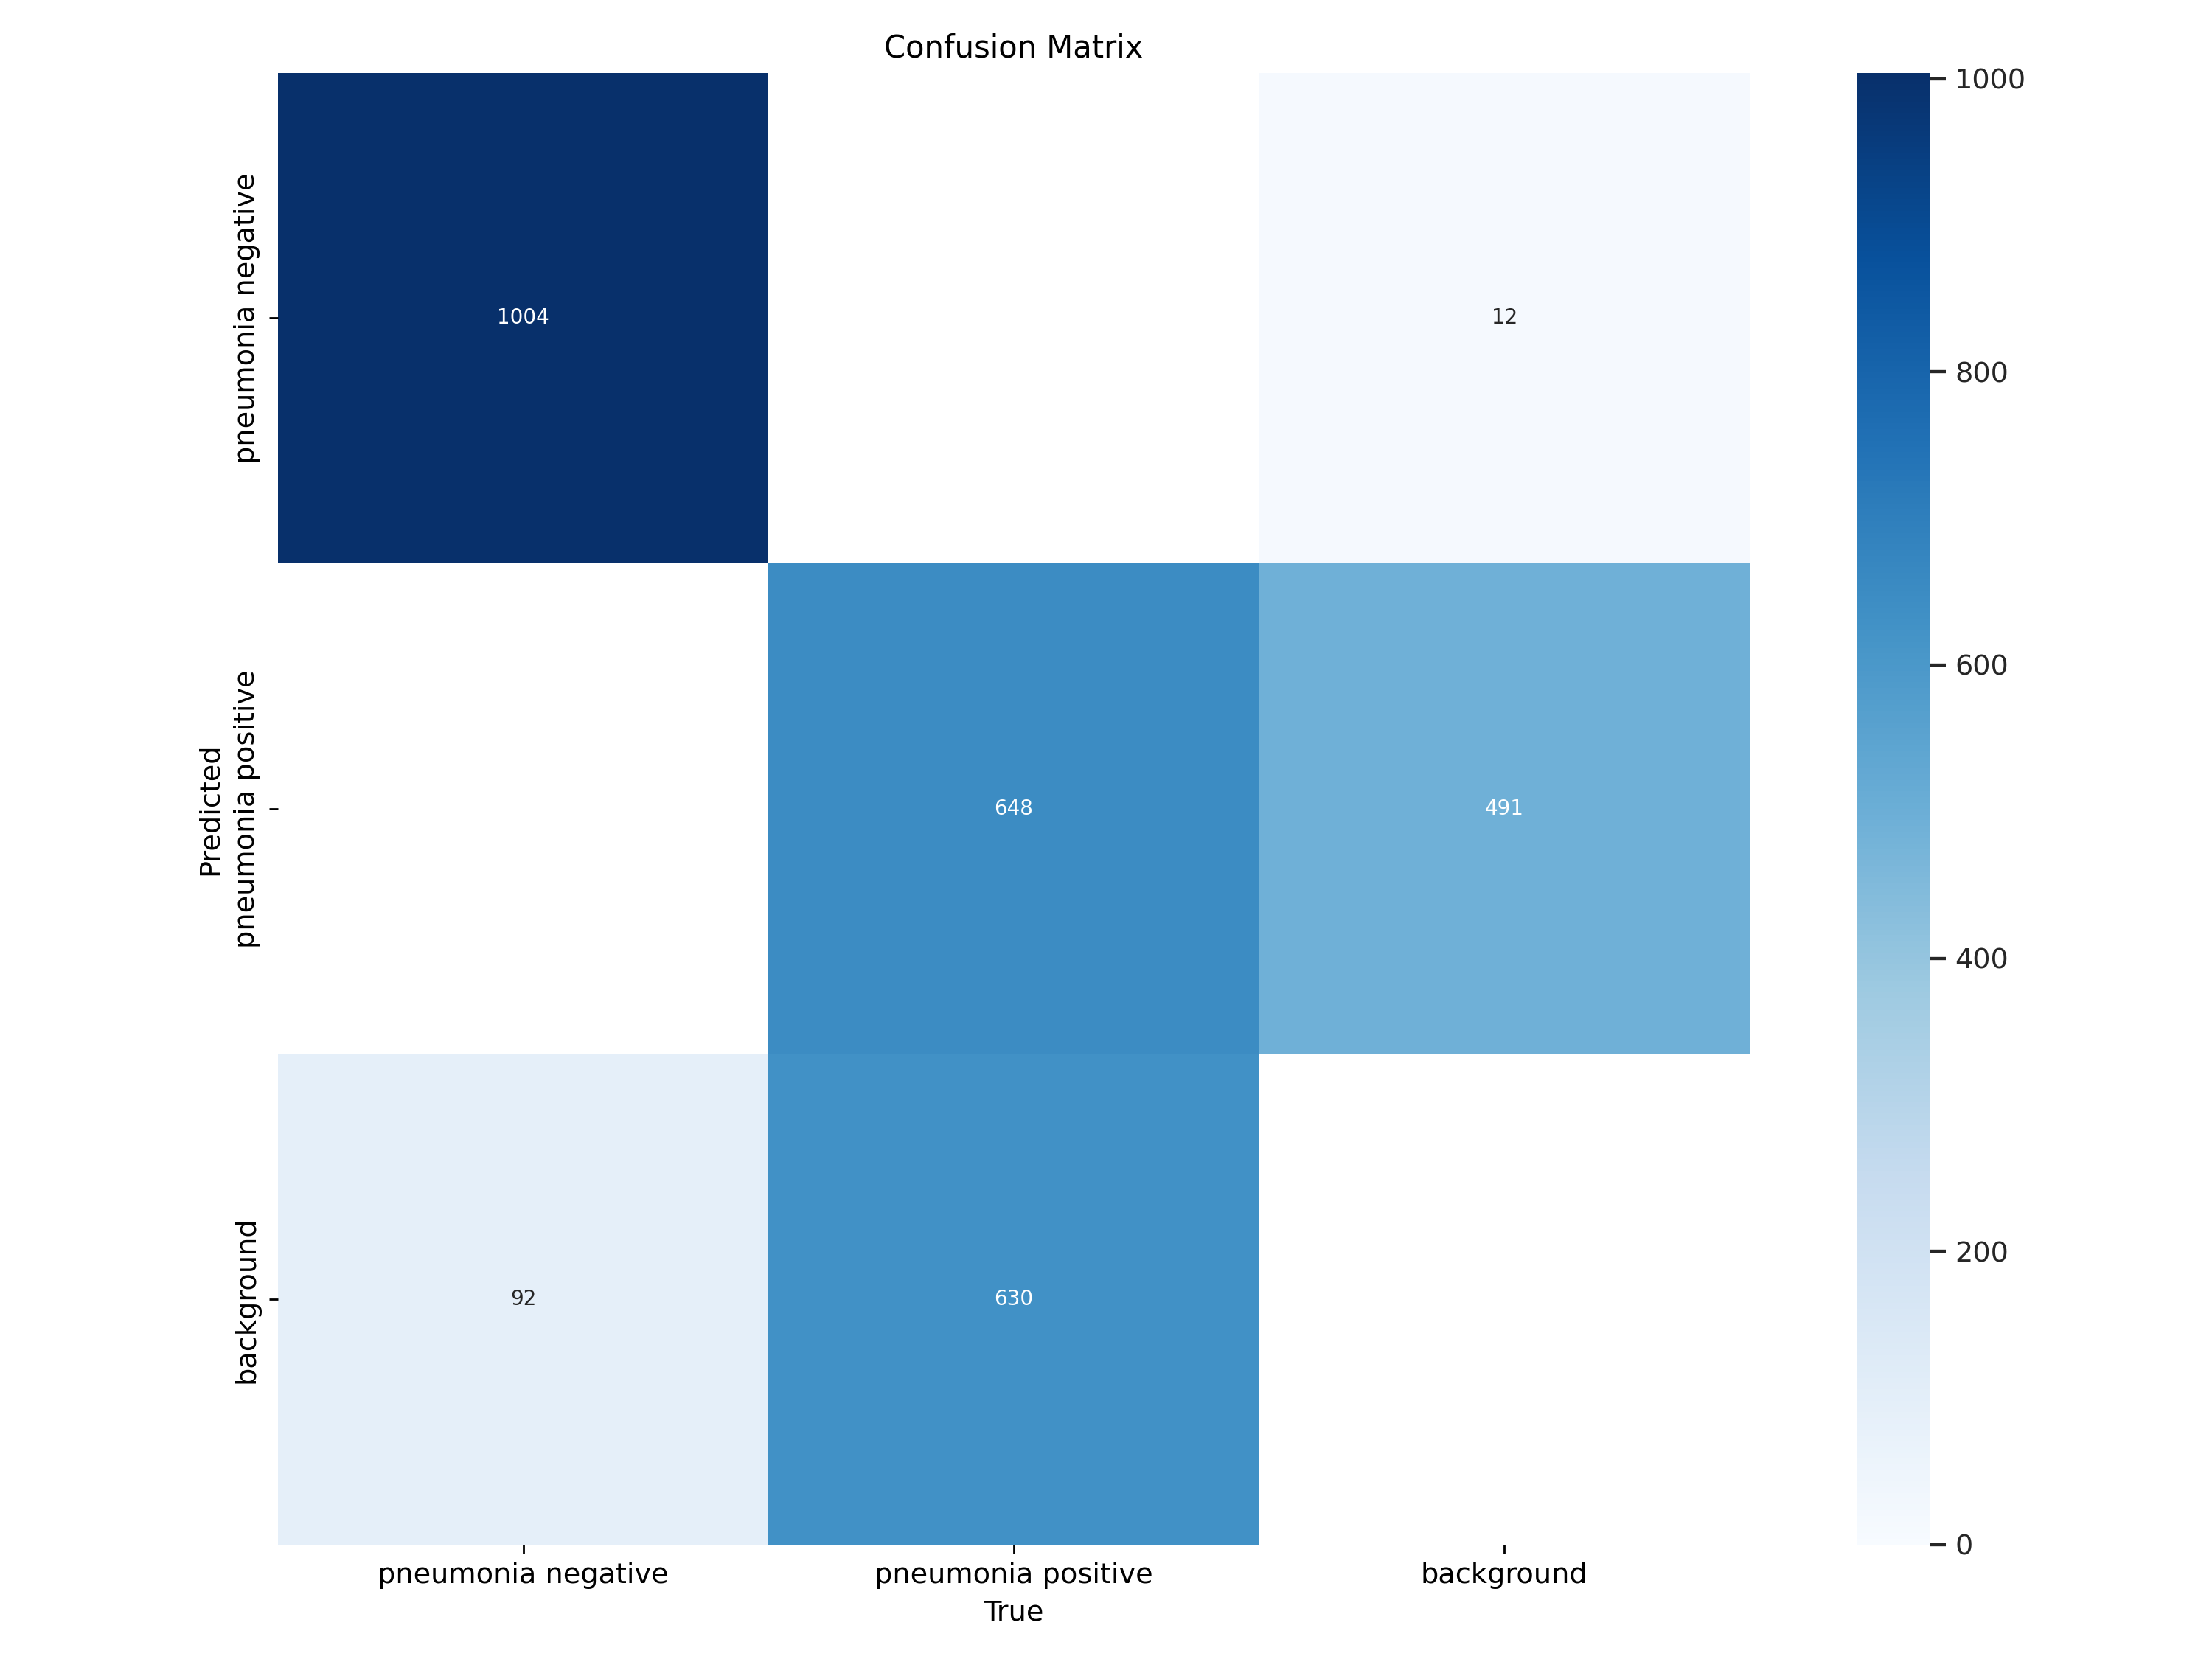 Confusion Matrix
pneumonia negative
1004
12
Predicted
pneumonia positive
648
491
background
92
630
pneumonia negative
pneumonia positive
background
True
1000
800
600
400
200
0